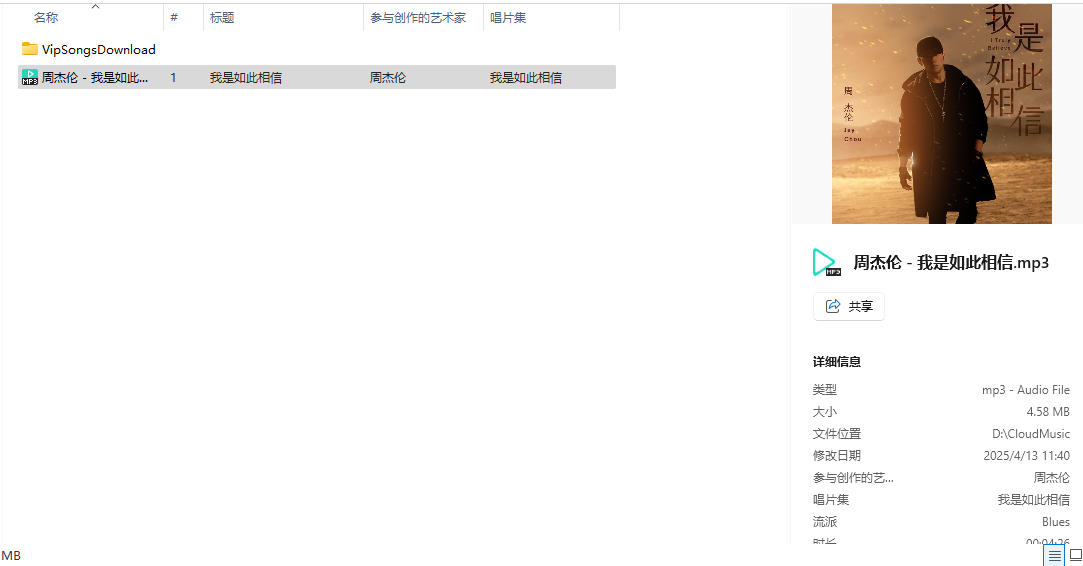 名称 # 标题 参与创作的艺术家 唱片集
VipSongsDownload
周杰伦 - 我是如此... 1 我是如此相信 周杰伦 我是如此相信
MB
我是如此相信
I Truly
Believe
周杰伦
Jay
Chou
周杰伦 - 我是如此相信.mp3
共享
详细信息
类型 mp3 - Audio File
大小 4.58 MB
文件位置 D:\CloudMusic
修改日期 2025/4/13 11:40
参与创作的艺... 周杰伦
唱片集 我是如此相信
流派 Blues
时长 00:04:26